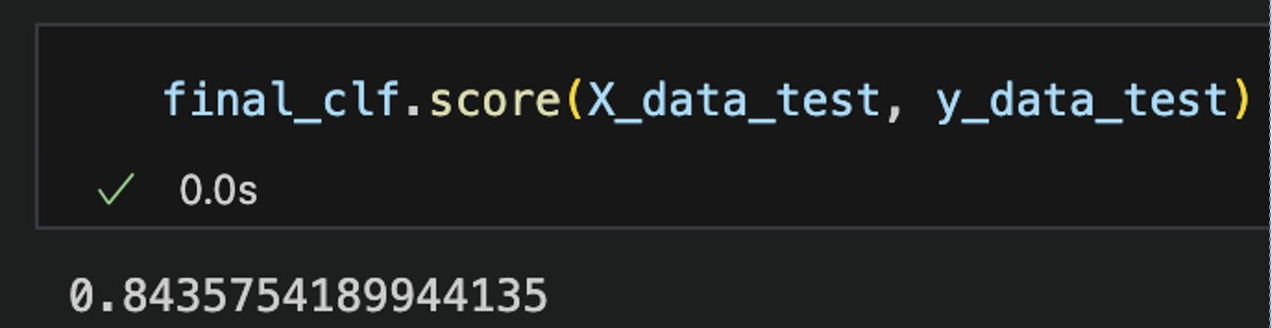 final_clf.score(X_data_test, y_data_test)
0.0s
0.8435754189944135